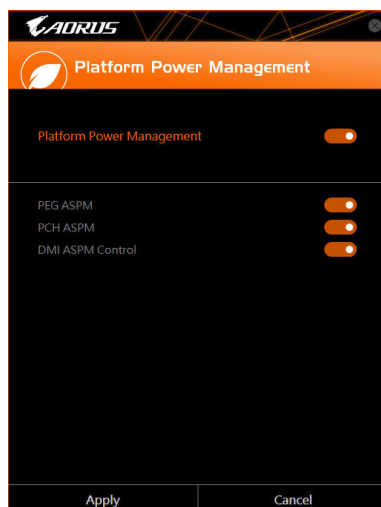 AORUS
Platform Power Management
Platform Power Management
PEG ASPM
PCH ASPM
DMI ASPM Control
Apply Cancel